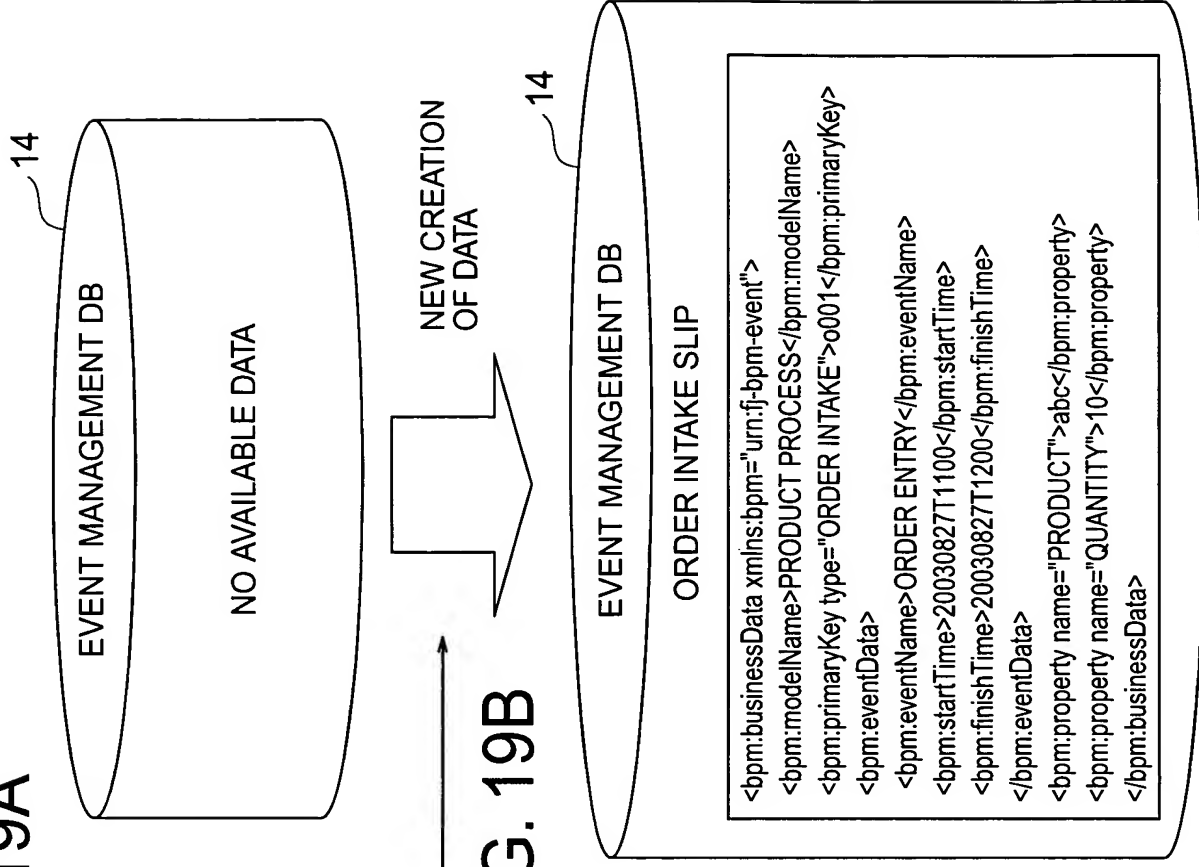 19A
14
EVENT MANAGEMENT DB
NO AVAILABLE DATA
NEW CREATION
OF DATA
G. 19B
14
EVENT MANAGEMENT DB
ORDER INTAKE SLIP
<bpm:businessData xmlns:bpm="urn:fj-bpm-event">
<bpm:modelName>PRODUCT PROCESS</bpm:modelName>
<bpm:primaryKey type="ORDER INTAKE">o001</bpm:primaryKey>
<bpm:eventData>
<bpm:eventName>ORDER ENTRY</bpm:eventName>
<bpm:startTime>20030827T1100</bpm:startTime>
<bpm:finishTime>20030827T1200</bpm:finishTime>
</bpm:eventData>
<bpm:property name="PRODUCT">abc</bpm:property>
<bpm:property name="QUANTITY">10</bpm:property>
</bpm:businessData>